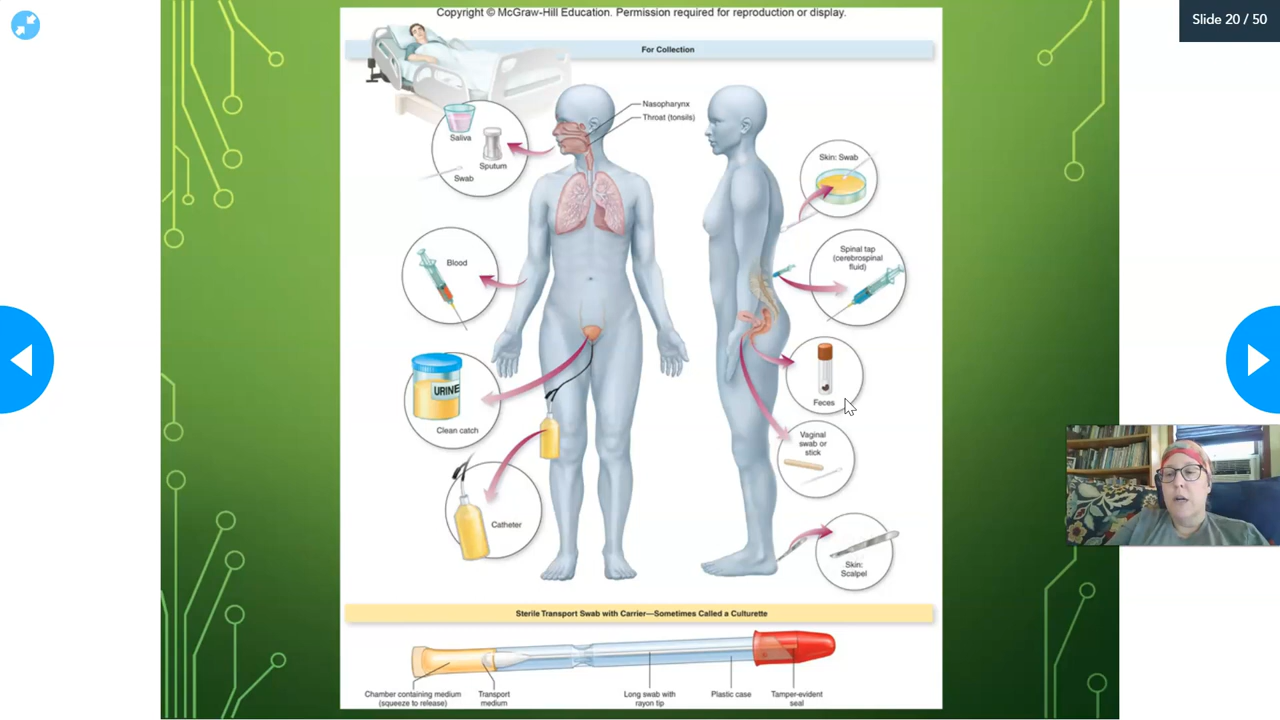 Copyright © McGraw-Hill Education. Permission required for reproduction or display.
Slide 20 / 50
For Collection
Nasopharynx
Throat (tonsils)
Saliva
Sputum
Swab
Skin: Swab
Blood
Spinal tap
(cerebrospinal
fluid)
URINE
Clean catch
Feces
Vaginal
swab or
stick
Catheter
Skin:
Scalpel
Sterile Transport Swab with Carrier—Sometimes Called a Culturette
Chamber containing medium
(squeeze to release)
Transport
medium
Long swab with
rayon tip
Plastic case
Tamper-evident
seal